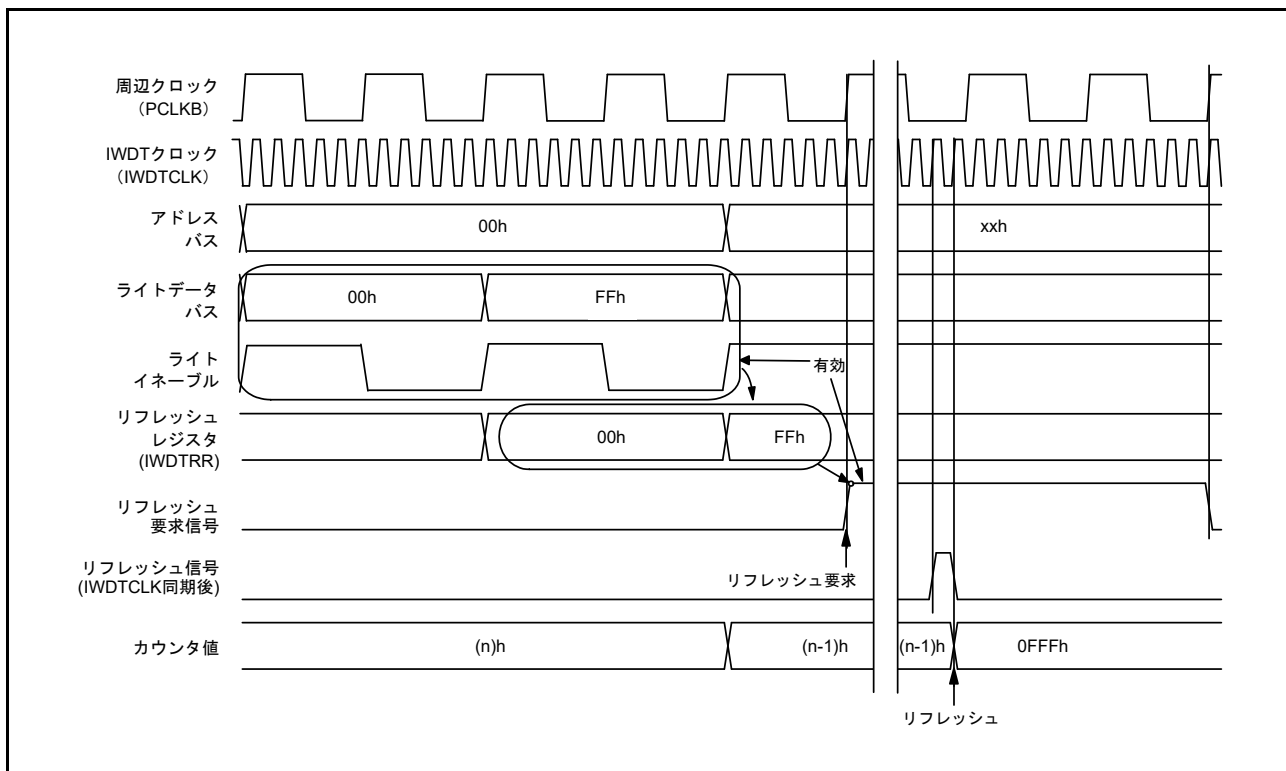 周辺クロック
（PCLKB）
IWDTクロック
（IWDTCLK）
アドレス
バス
00h
xxh
ライトデータ
バス
00h
FFh
ライト
イネーブル
有効
リフレッシュ
レジスタ
(IWDTRR)
00h
FFh
リフレッシュ
要求信号
リフレッシュ要求
リフレッシュ信号
(IWDTCLK同期後)
カウンタ値
(n)h
(n-1)h
(n-1)h
0FFFh
リフレッシュ